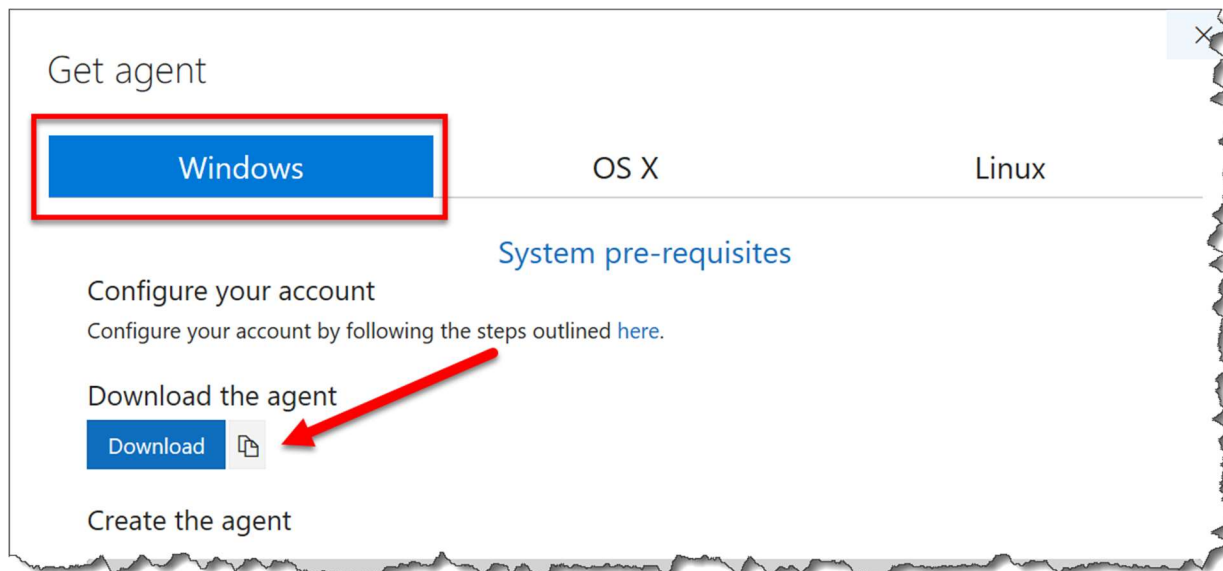 Get agent
Windows
OS X
Linux
System pre-requisites
Configure your account
Configure your account by following the steps outlined here.
Download the agent
Download
Create the agent